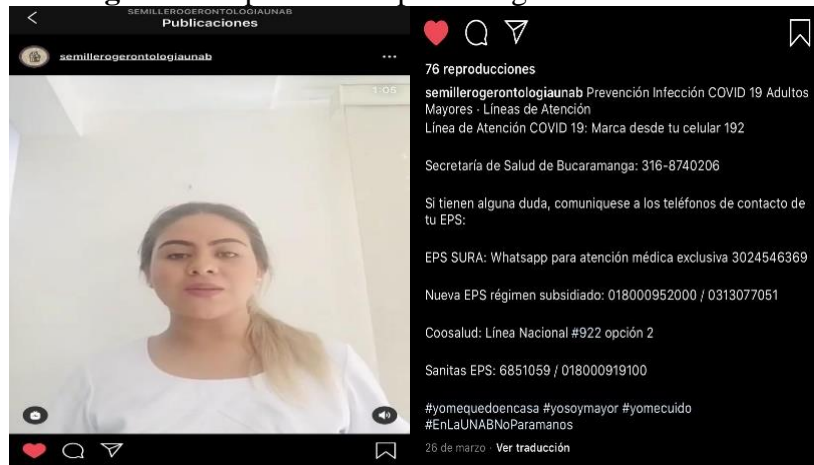 SEMILLEROGERONTOLOGIAUNAB
Publicaciones
semillerogerontologiaunab
1:05
76 reproducciones
semillerogerontologiaunab Prevención Infección COVID 19 Adultos
Mayores - Líneas de Atención
Línea de Atención COVID 19: Marca desde tu celular 192
Secretaría de Salud de Bucaramanga: 316-8740206
Si tienen alguna duda, comuniquese a los teléfonos de contacto de
tu EPS:
EPS SURA: Whatsapp para atención médica exclusiva 3024546369
Nueva EPS régimen subsidiado: 018000952000 / 0313077051
Coosalud: Línea Nacional #922 opción 2
Sanitas EPS: 6851059 / 018000919100
#yomequedoencasa #yosoymayor #yomecuido
#EnLaUNABNoParamanos
26 de marzo · Ver traducción